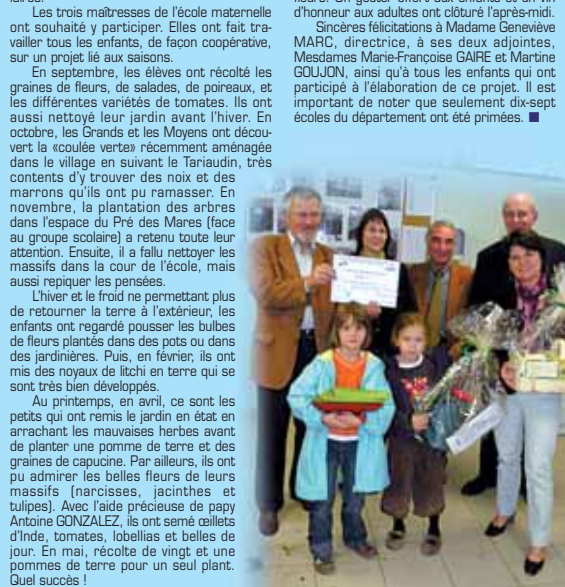 Les trois maîtresses de l'école maternelle
ont souhaité y participer. Elles ont fait tra-
vailler tous les enfants, de façon coopérative,
sur un projet lié aux saisons.
En septembre, les élèves ont récolté les
graines de fleurs, de salades, de poireaux, et
les différentes variétés de tomates. Ils ont
aussi nettoyé leur jardin avant l'hiver. En
octobre, les Grands et les Moyens ont décou-
vert la «coulée verte» récemment aménagée
dans le village en suivant le Tariaudin, très
contents d'y trouver des noix et des
marrons qu'ils ont pu ramasser. En
novembre, la plantation des arbres
dans l'espace du Pré des Mares (face
au groupe scolaire) a retenu toute leur
attention. Ensuite, il a fallu nettoyer les
massifs dans la cour de l'école, mais
aussi repiquer les pensées.
L'hiver et le froid ne permettant plus
de retourner la terre à l'extérieur, les
enfants ont regardé pousser les bulbes
de fleurs plantés dans des pots ou dans
des jardinières. Puis, en février, ils ont
mis des noyaux de litchi en terre qui se
sont très bien développés.
Au printemps, en avril, ce sont les
petits qui ont remis le jardin en état en
arrachant les mauvaises herbes avant
de planter une pomme de terre et des
graines de capucine. Par ailleurs, ils ont
pu admirer les belles fleurs de leurs
massifs (narcisses, jacinthes et
tulipes). Avec l'aide précieuse de papy
Antoine GONZALEZ, ils ont semé œillets
d'Inde, tomates, lobellias et belles de
jour. En mai, récolte de vingt et une
pommes de terre pour un seul plant.
Quel succès !
d'honneur aux adultes ont clôturé l'après-midi.
Sincères félicitations à Madame Geneviève
MARC, directrice, à ses deux adjointes,
Mesdames Marie-Françoise GAIRE et Martine
GOUJON, ainsi qu'à tous les enfants qui ont
participé à l'élaboration de ce projet. Il est
important de noter que seulement dix-sept
écoles du département ont été primées. ■